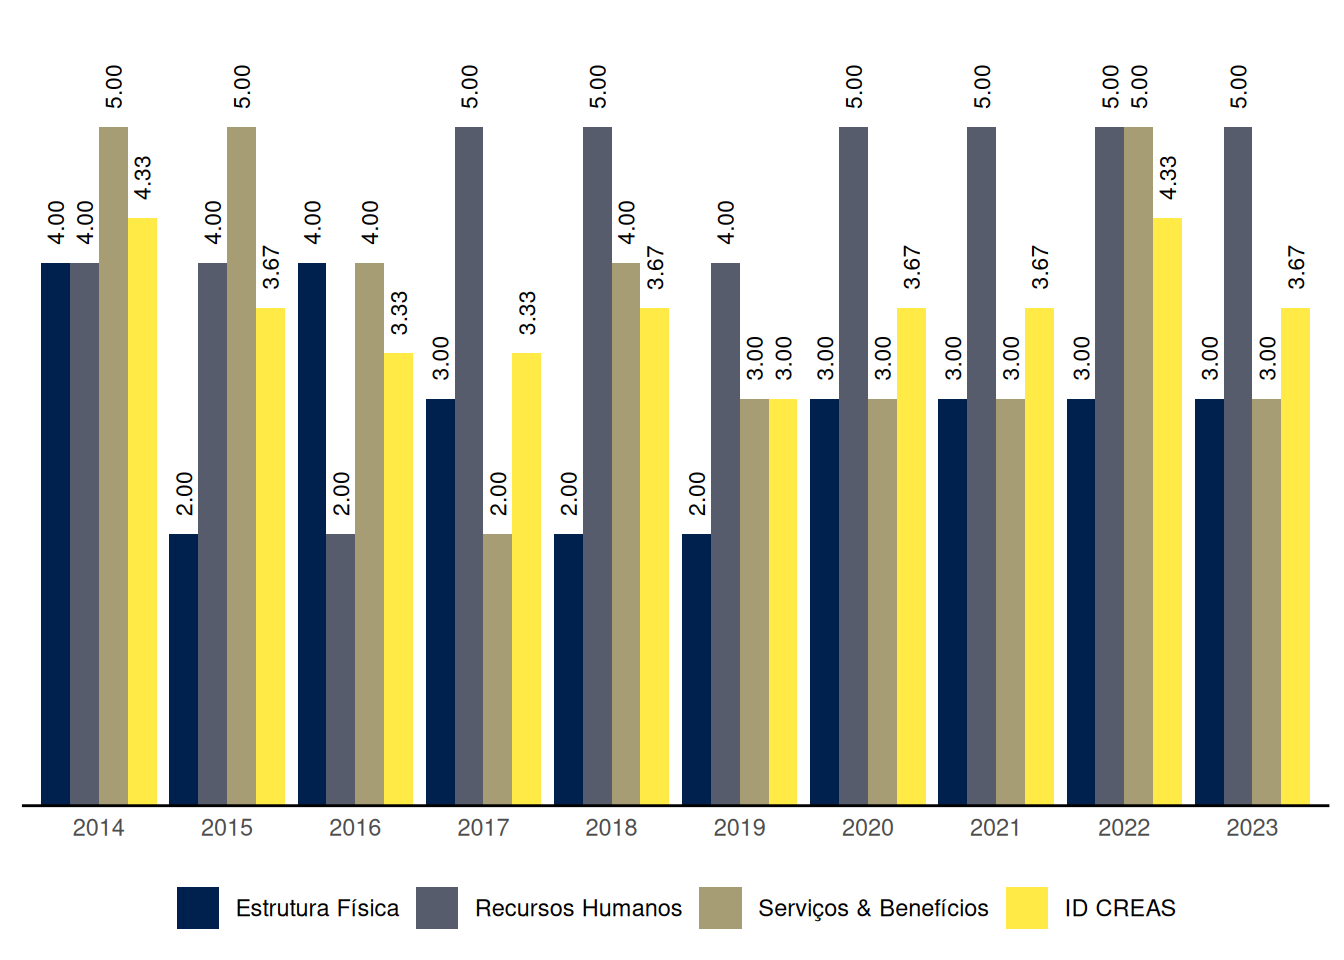 4.00 4.00 5.00 4.33 2.00 4.00 5.00 3.67 4.00 2.00 4.00 3.33 3.00 5.00 2.00 3.33 2.00 5.00 4.00 3.67 2.00 4.00 3.00 3.00 3.00 5.00 3.00 3.67 3.00 5.00 3.00 3.67 3.00 5.00 5.00 4.33 3.00 5.00 3.00 3.67
2014 2015 2016 2017 2018 2019 2020 2021 2022 2023
Estrutura Física Recursos Humanos Serviços & Benefícios ID CREAS